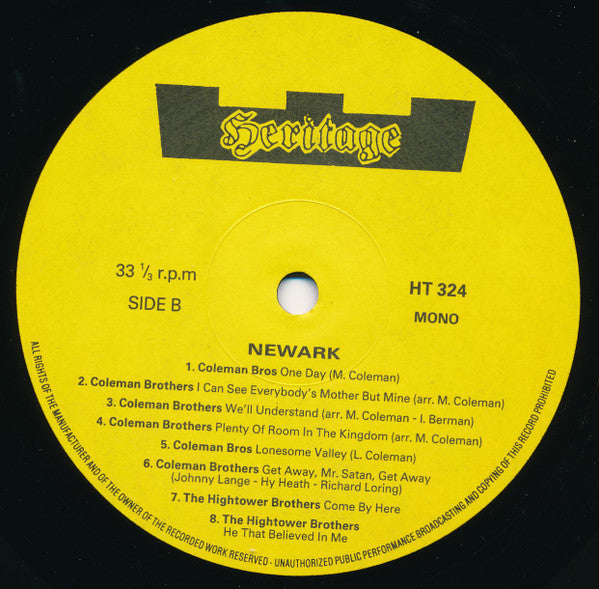 Heritage
33 ⅓ r.p.m
SIDE B
HT 324
MONO
NEWARK
1. Coleman Bros One Day (M. Coleman)
2. Coleman Brothers I Can See Everybody's Mother But Mine (arr. M. Coleman)
3. Coleman Brothers We'll Understand (arr. M. Coleman - I. Berman)
4. Coleman Brothers Plenty Of Room In The Kingdom (arr. M. Coleman)
5. Coleman Bros Lonesome Valley (L. Coleman)
6. Coleman Brothers Get Away, Mr. Satan, Get Away
(Johnny Lange - Hy Heath - Richard Loring)
7. The Hightower Brothers Come By Here
8. The Hightower Brothers
He That Believed In Me
ALL RIGHTS OF THE MANUFACTURER AND OF THE OWNER OF THE RECORDED WORK RESERVED - UNAUTHORIZED PUBLIC PERFORMANCE BROADCASTING AND COPYING OF THIS RECORD PROHIBITED